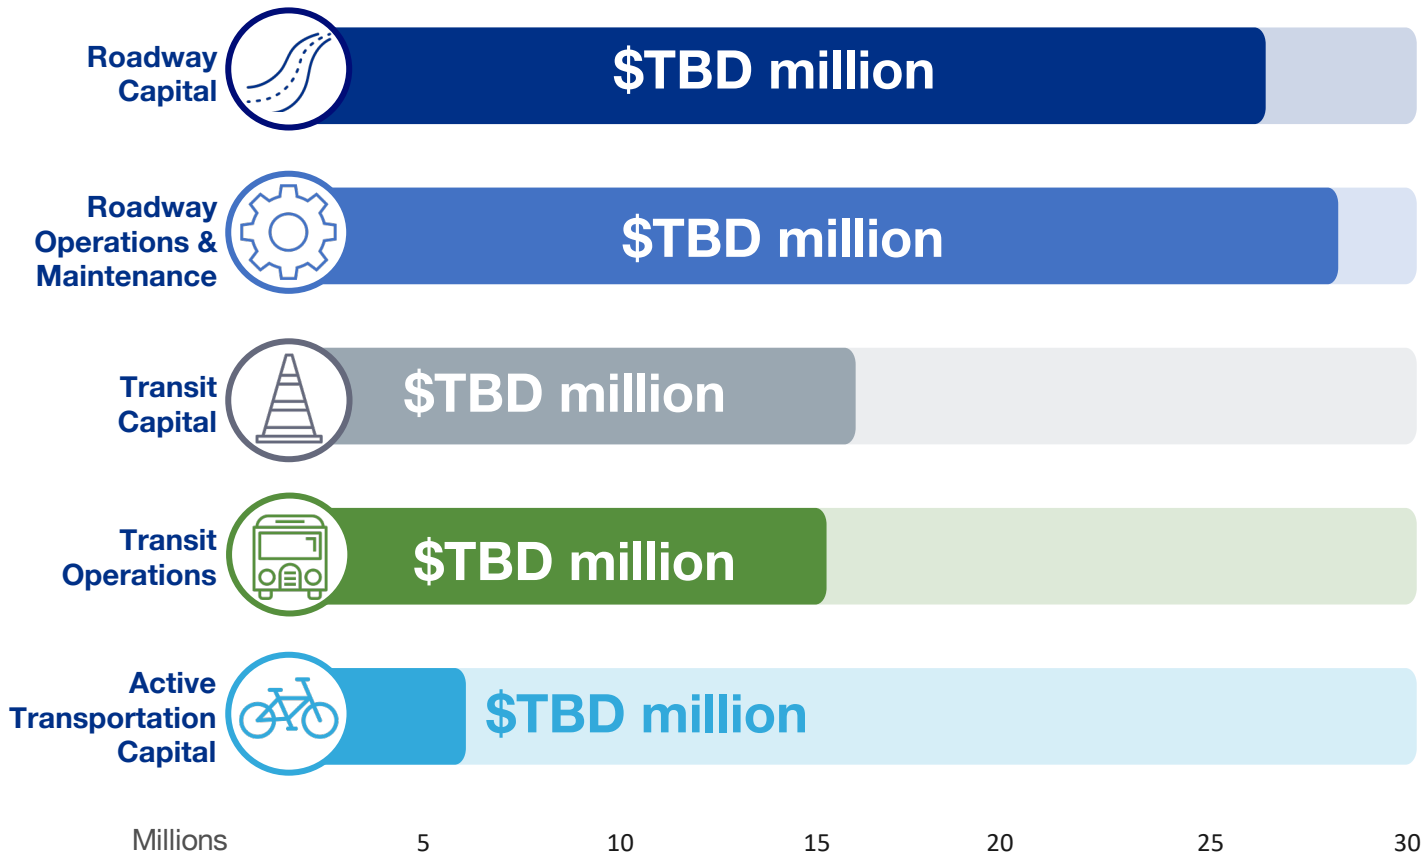 Roadway
Capital
$TBD million
Roadway
Operations &
Maintenance
$TBD million
Transit
Capital
$TBD million
Transit
Operations
$TBD million
Active
Transportation
Capital
$TBD million
Millions 5 10 15 20 25 30